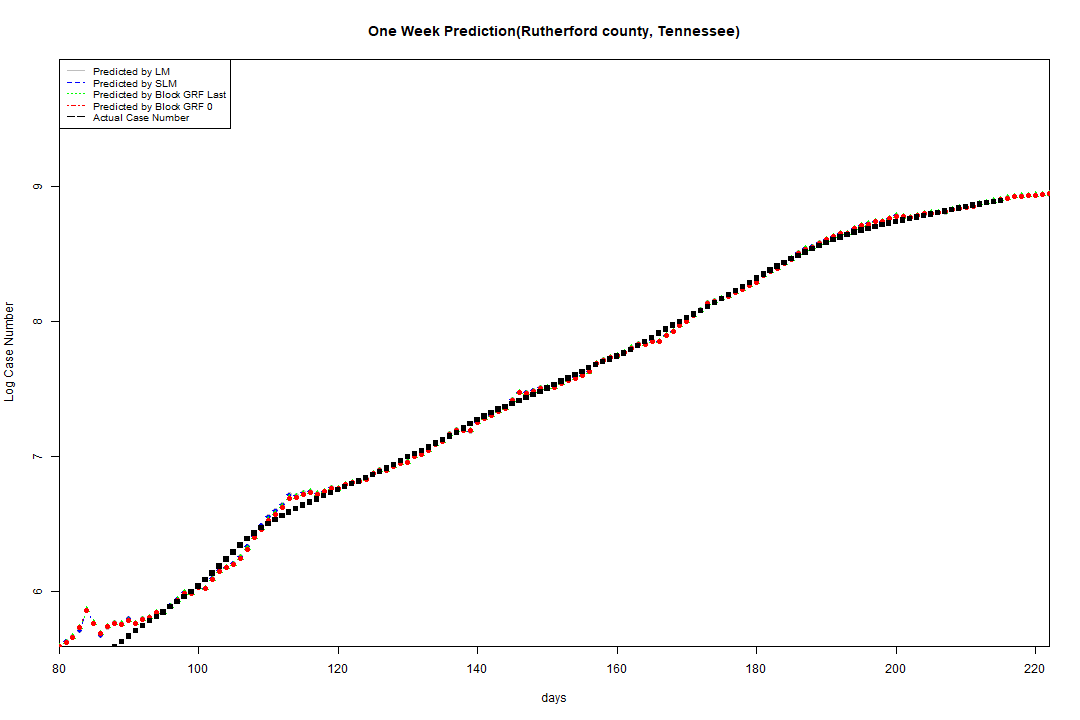 One Week Prediction(Rutherford county, Tennessee)
Predicted by LM
Predicted by SLM
Predicted by Block GRF Last
Predicted by Block GRF 0
Actual Case Number
9
8
7
6
Log Case Number
80 100 120 140 160 180 200 220
days